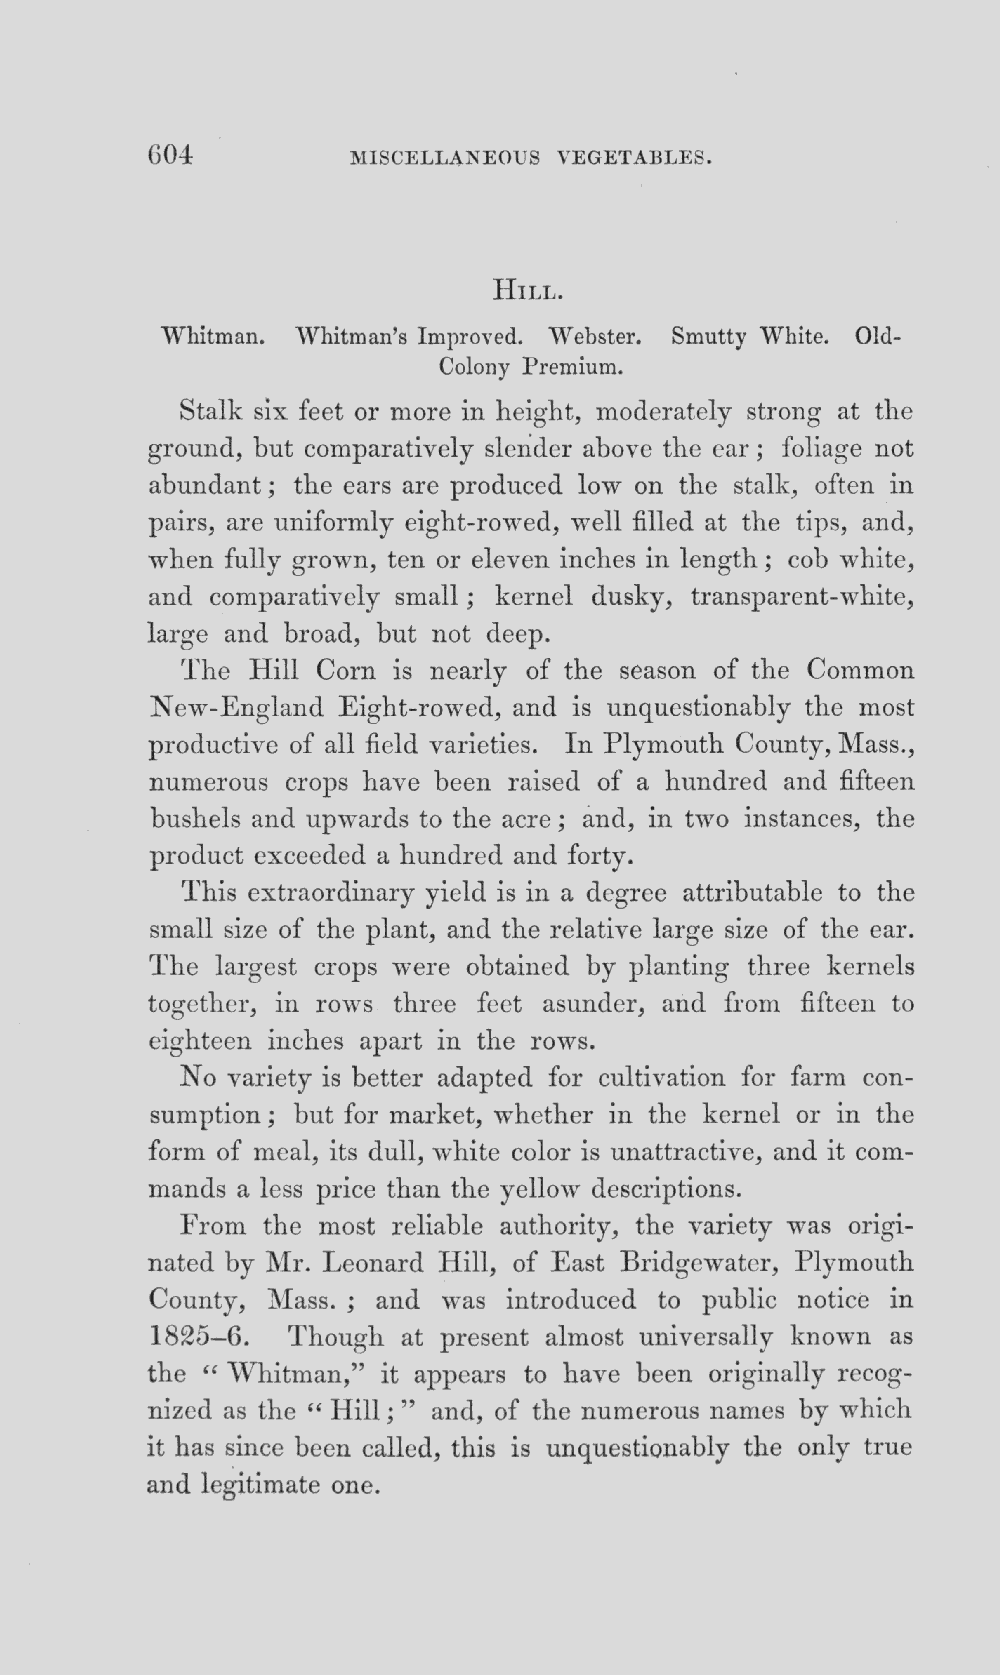 604 MISCELLANEOUS VEGETABLES.
HILL.
Whitman. Whitman's Improved. Webster. Smutty White. Old-
Colony Premium.
Stalk six feet or more in height, moderately strong at the
ground, but comparatively slender above the ear; foliage not
abundant; the ears are produced low on the stalk, often in
pairs, are uniformly eight-rowed, well filled at the tips, and,
when fully grown, ten or eleven inches in length; cob white,
and comparatively small; kernel dusky, transparent-white,
large and broad, but not deep.
The Hill Corn is nearly of the season of the Common
New-England Eight-rowed, and is unquestionably the most
productive of all field varieties. In Plymouth County, Mass.,
numerous crops have been raised of a hundred and fifteen
bushels and upwards to the acre; and, in two instances, the
product exceeded a hundred and forty.
This extraordinary yield is in a degree attributable to the
small size of the plant, and the relative large size of the ear.
The largest crops were obtained by planting three kernels
together, in rows three feet asunder, and from fifteen to
eighteen inches apart in the rows.
No variety is better adapted for cultivation for farm con-
sumption; but for market, whether in the kernel or in the
form of meal, its dull, white color is unattractive, and it com-
mands a less price than the yellow descriptions.
From the most reliable authority, the variety was origi-
nated by Mr. Leonard Hill, of East Bridgewater, Plymouth
County, Mass.; and was introduced to public notice in
1825–6. Though at present almost universally known as
the “Whitman,” it appears to have been originally recog-
nized as the “Hill;” and, of the numerous names by which
it has since been called, this is unquestionably the only true
and legitimate one.